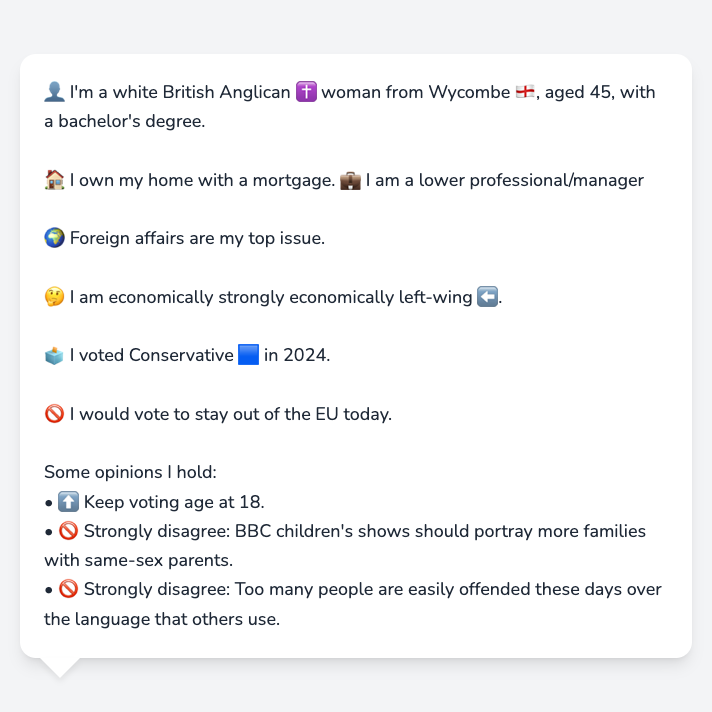 👤 I'm a white British Anglican ✝️ woman from Wycombe 🏴󠁧󠁢󠁥󠁮󠁧󠁿, aged 45, with
a bachelor's degree.
🏠 I own my home with a mortgage. 💼 I am a lower professional/manager
🌍 Foreign affairs are my top issue.
🤔 I am economically strongly economically left-wing ⬅️.
🗳️ I voted Conservative 🟦 in 2024.
🚫 I would vote to stay out of the EU today.
Some opinions I hold:
• ⬆️ Keep voting age at 18.
• 🚫 Strongly disagree: BBC children's shows should portray more families
with same-sex parents.
• 🚫 Strongly disagree: Too many people are easily offended these days over
the language that others use.